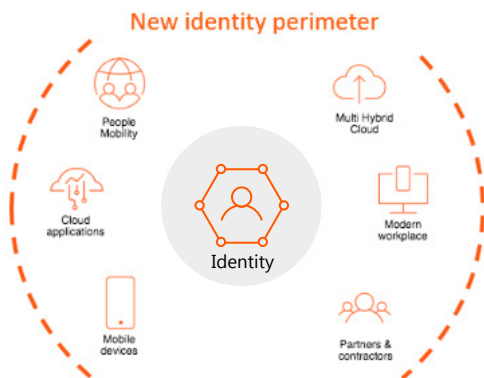 New identity perimeter
People
Mobility
Multi Hybrid
Cloud
Cloud
applications
Identity
Modern
workplace
Mobile
devices
Partners &
contractors